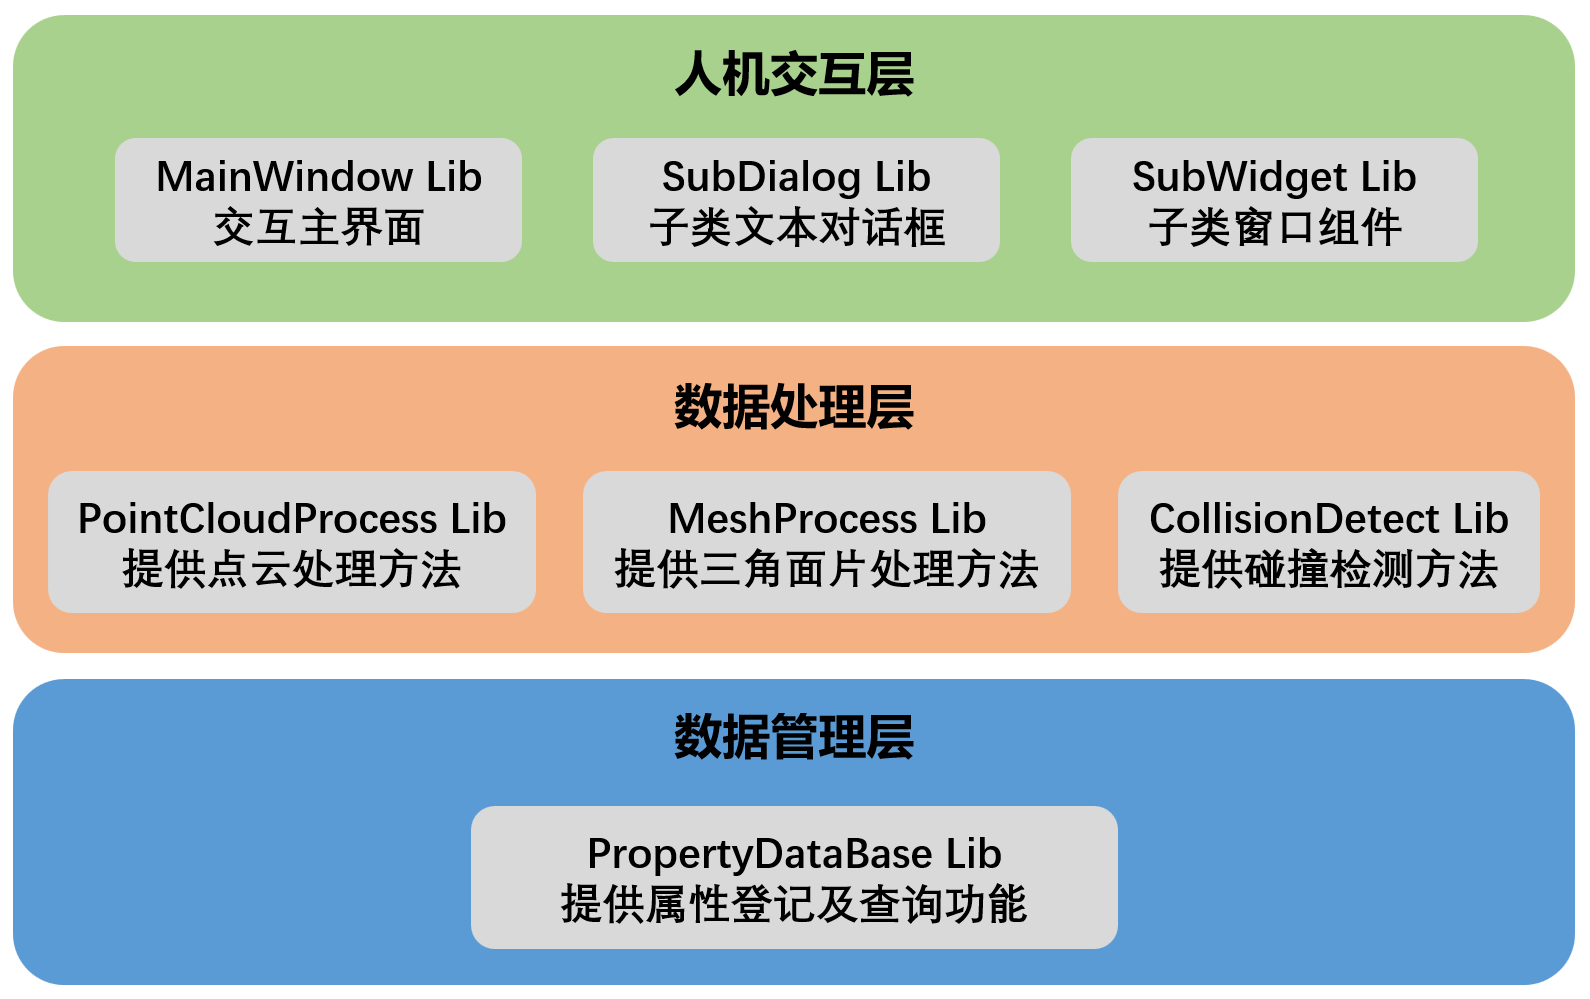 人机交互层
MainWindow Lib
交互主界面
SubDialog Lib
子类文本对话框
SubWidget Lib
子类窗口组件
数据处理层
PointCloudProcess Lib
提供点云处理方法
MeshProcess Lib
提供三角面片处理方法
CollisionDetect Lib
提供碰撞检测方法
数据管理层
PropertyDataBase Lib
提供属性登记及查询功能